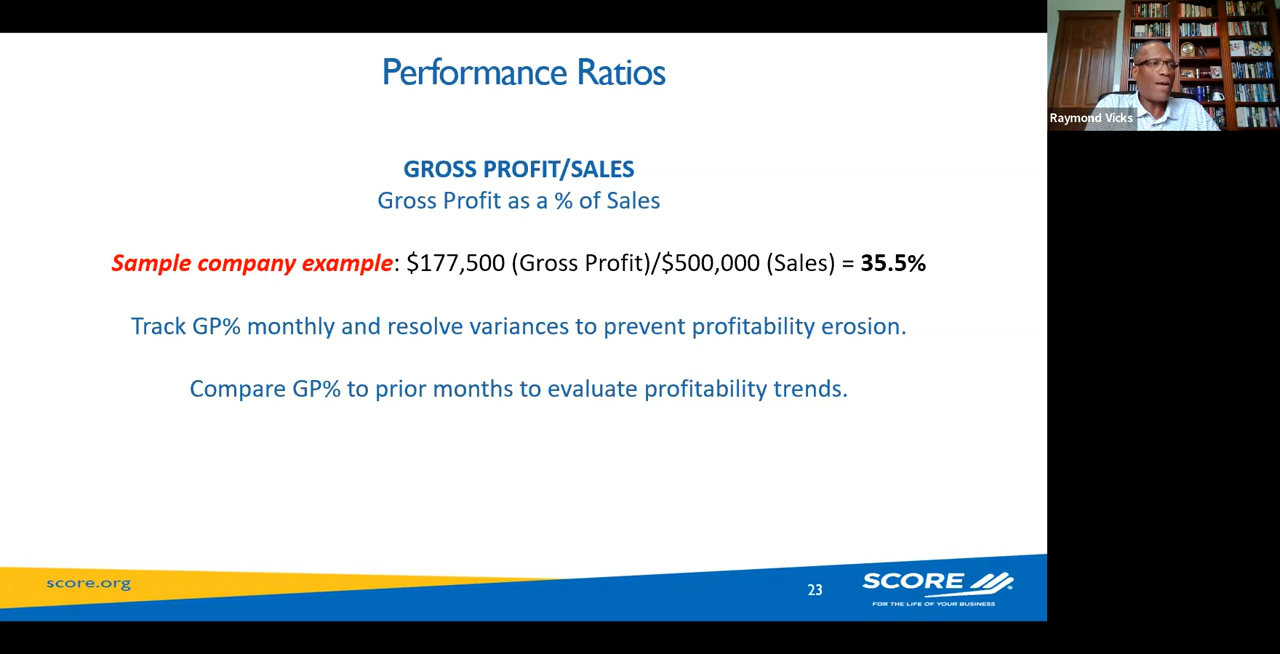 Performance Ratios
GROSS PROFIT/SALES
Gross Profit as a % of Sales
Sample company example: $177,500 (Gross Profit)/$500,000 (Sales) = 35.5%
Track GP% monthly and resolve variances to prevent profitability erosion.
Compare GP% to prior months to evaluate profitability trends.
score.org
23
SCORE
FOR THE LIFE OF YOUR BUSINESS
Raymond Vicks